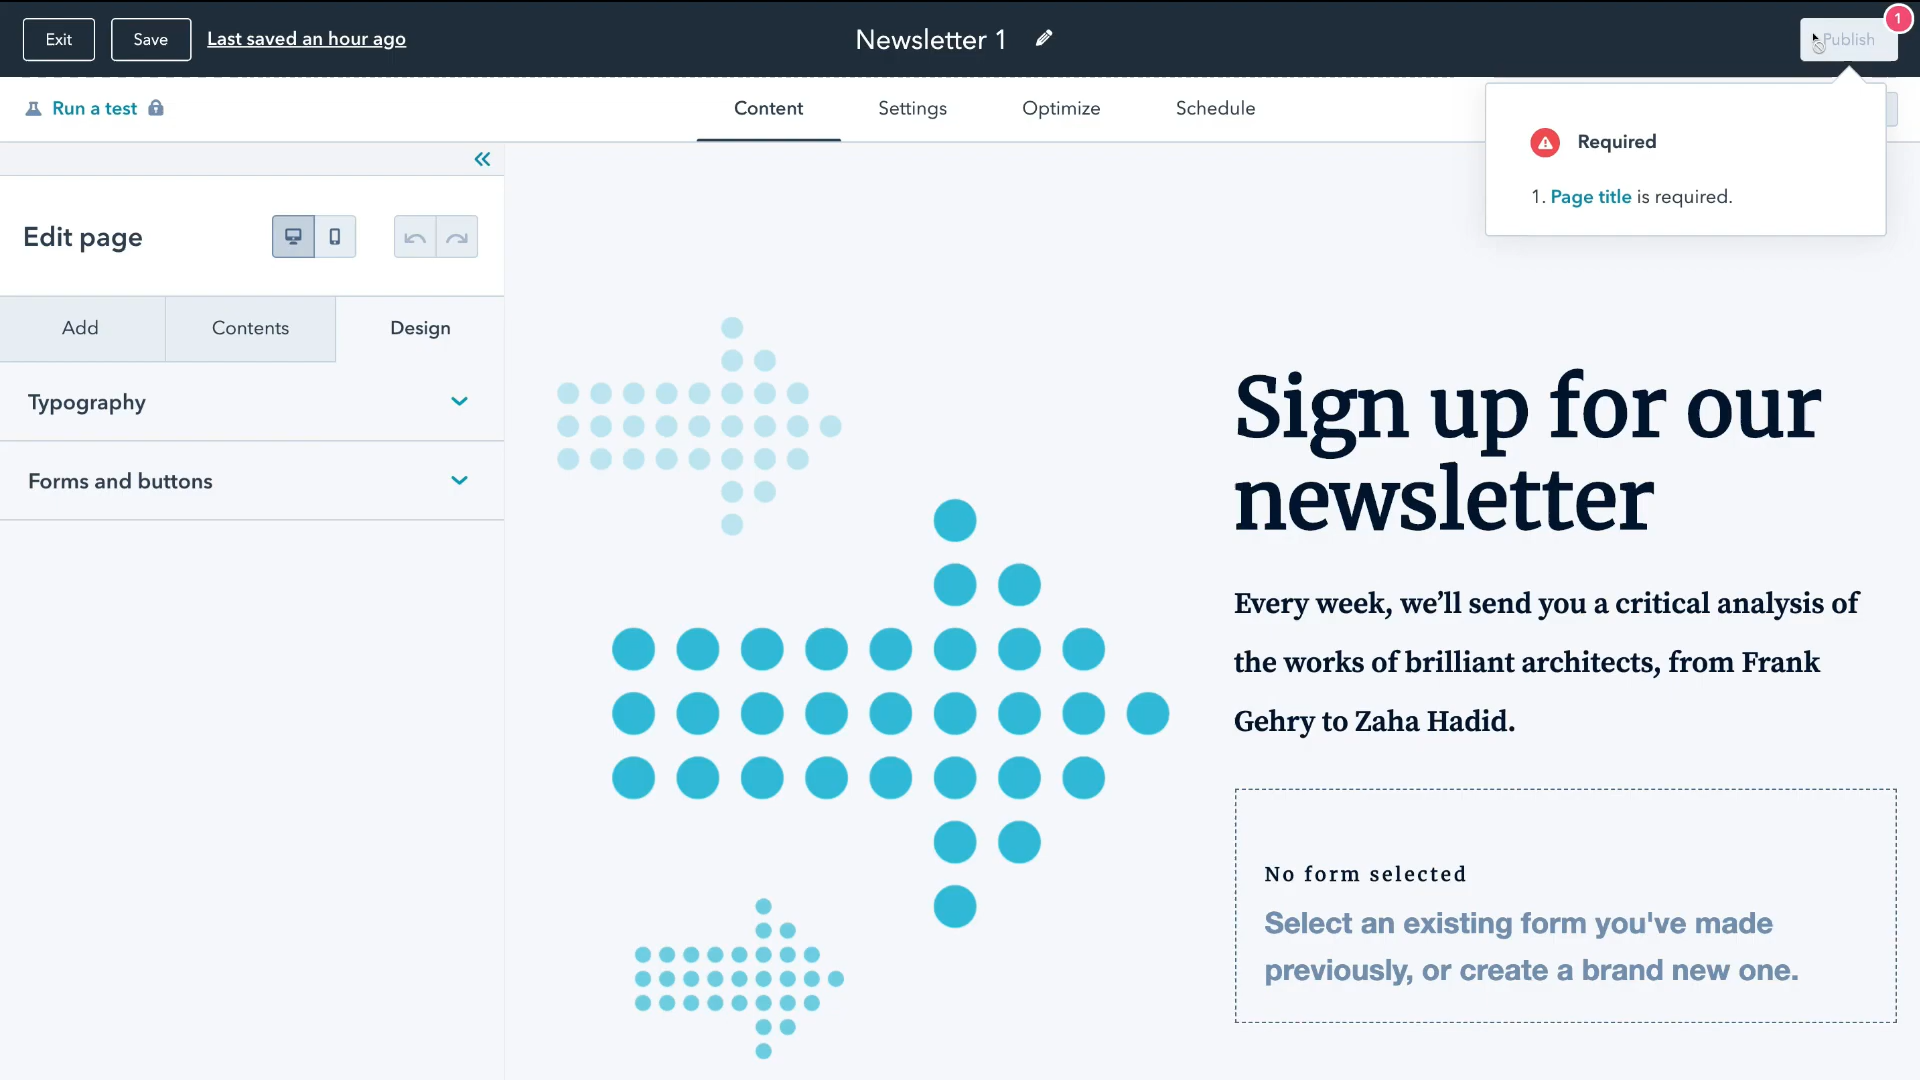 Exit
Save
Last saved an hour ago
Newsletter 1
Publish
1
Run a test
Content
Settings
Optimize
Schedule
Required
1. Page title is required.
Edit page
Add
Contents
Design
Typography
Forms and buttons
Sign up for our
newsletter
Every week, we’ll send you a critical analysis of
the works of brilliant architects, from Frank
Gehry to Zaha Hadid.
No form selected
Select an existing form you've made
previously, or create a brand new one.